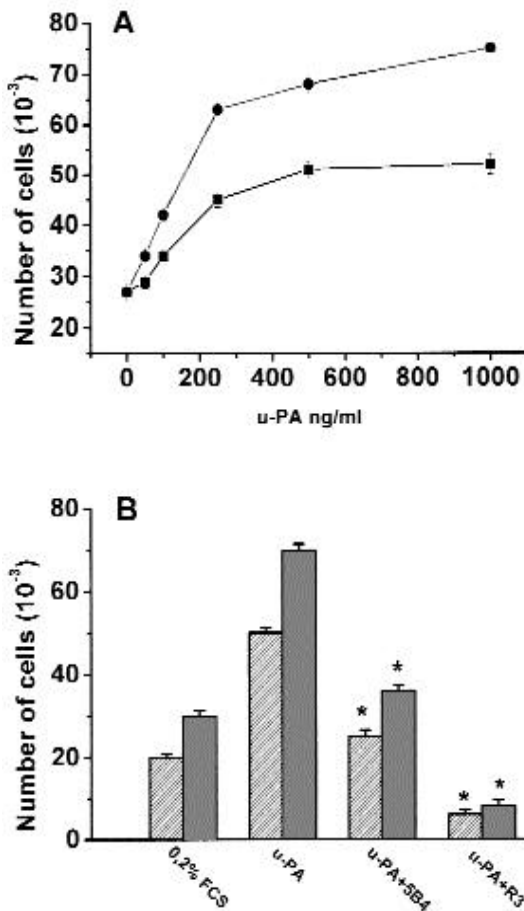 A
Number of cells (10⁻³)
80
70
60
50
40
30
20
0 200 400 600 800 1000
u-PA ng/ml
B
Number of cells (10⁻³)
80
60
40
20
0
* *
* *
0,2% FCS
u-PA
u-PA+5B4
u-PA+R3